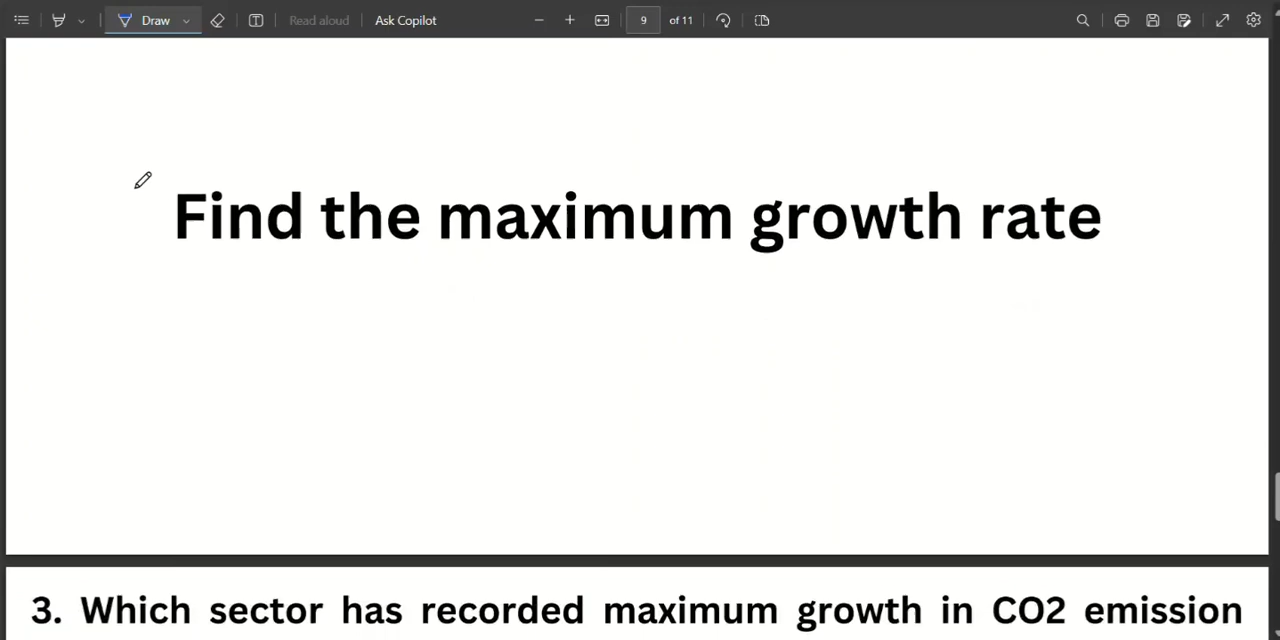 Draw
Read aloud
Ask Copilot
9 of 11
Find the maximum growth rate
3. Which sector has recorded maximum growth in CO2 emission